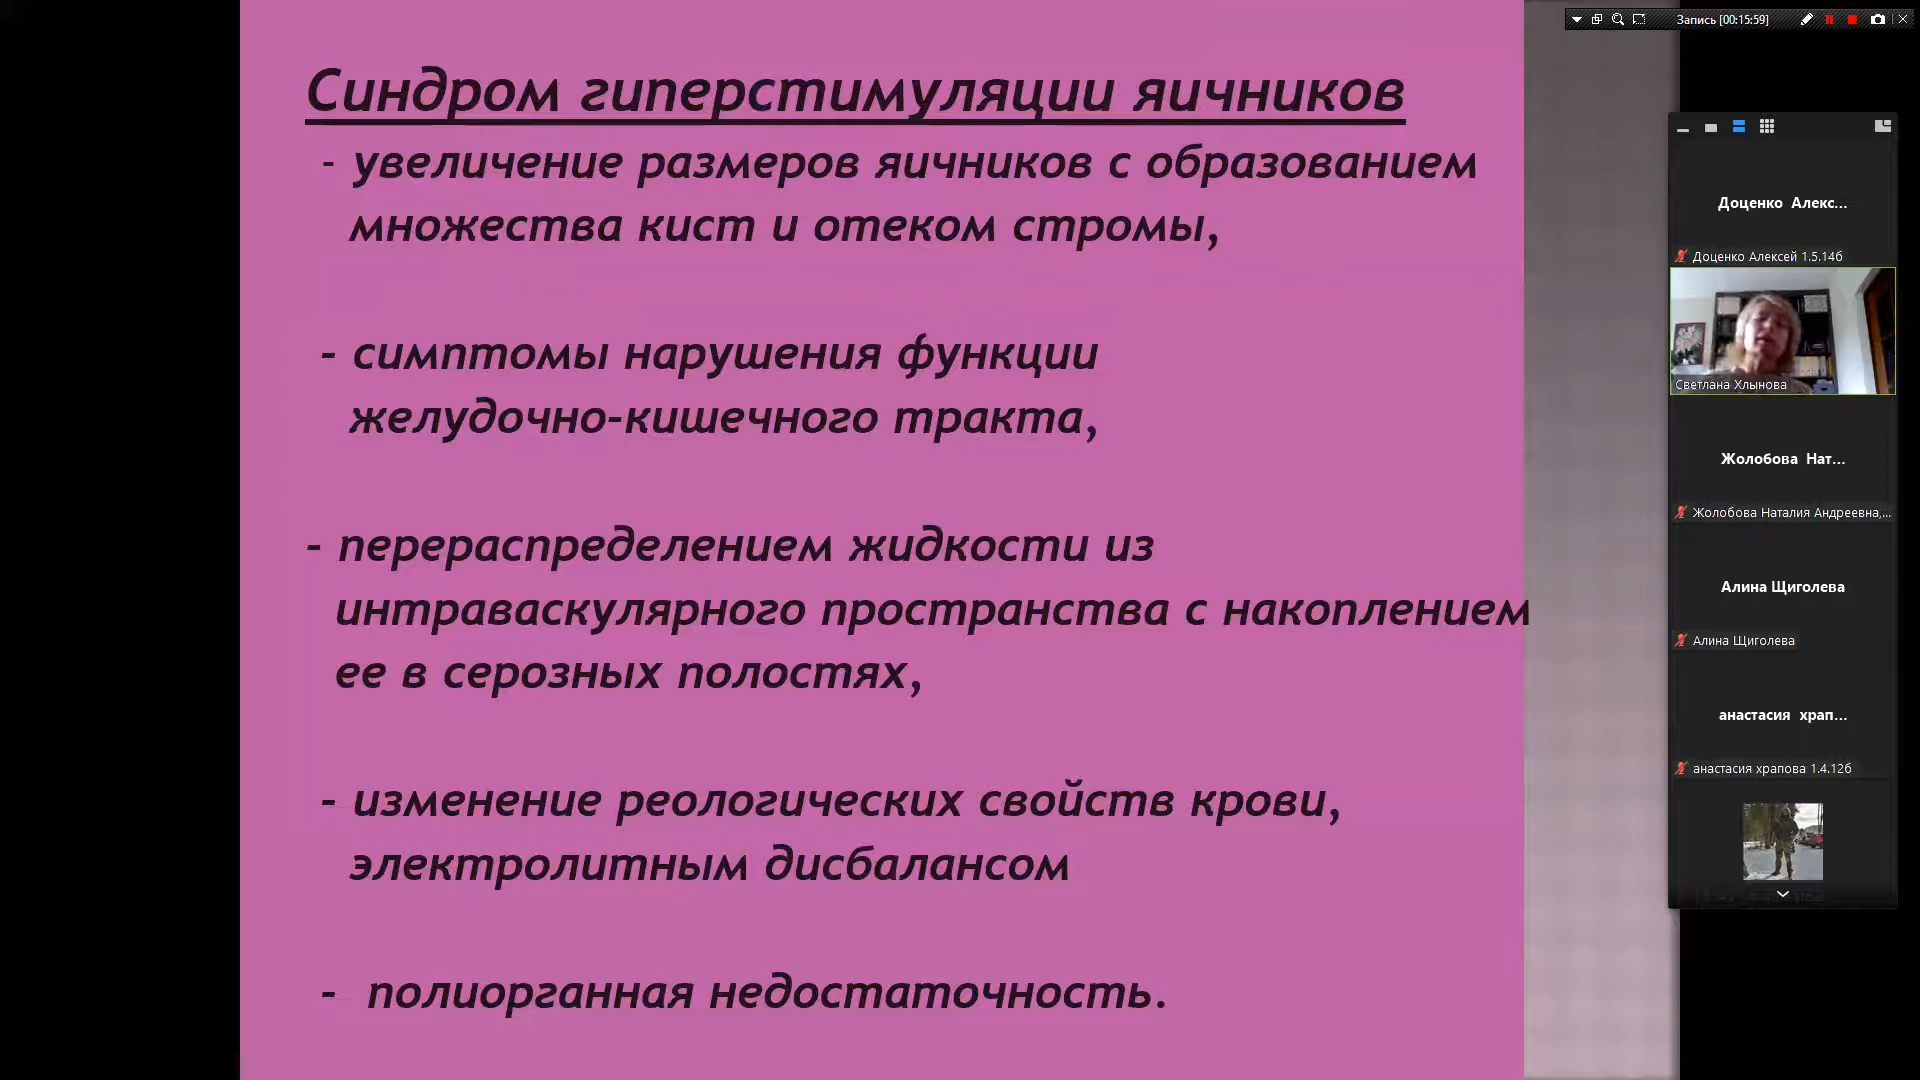 Запись [00:15:59]
Синдром гиперстимуляции яичников
- увеличение размеров яичников с образованием
множества кист и отеком стромы,
- симптомы нарушения функции
желудочно-кишечного тракта,
- перераспределением жидкости из
интраваскулярного пространства с накоплением
ее в серозных полостях,
- изменение реологических свойств крови,
электролитным дисбалансом
- полиорганная недостаточность.
Доценко Алекс...
Доценко Алексей 1.5.14б
Светлана Хлынова
Жолобова Нат...
Жолобова Наталия Андреевна,...
Алина Щиголева
Алина Щиголева
анастасия храп...
анастасия храпова 1.4.12б